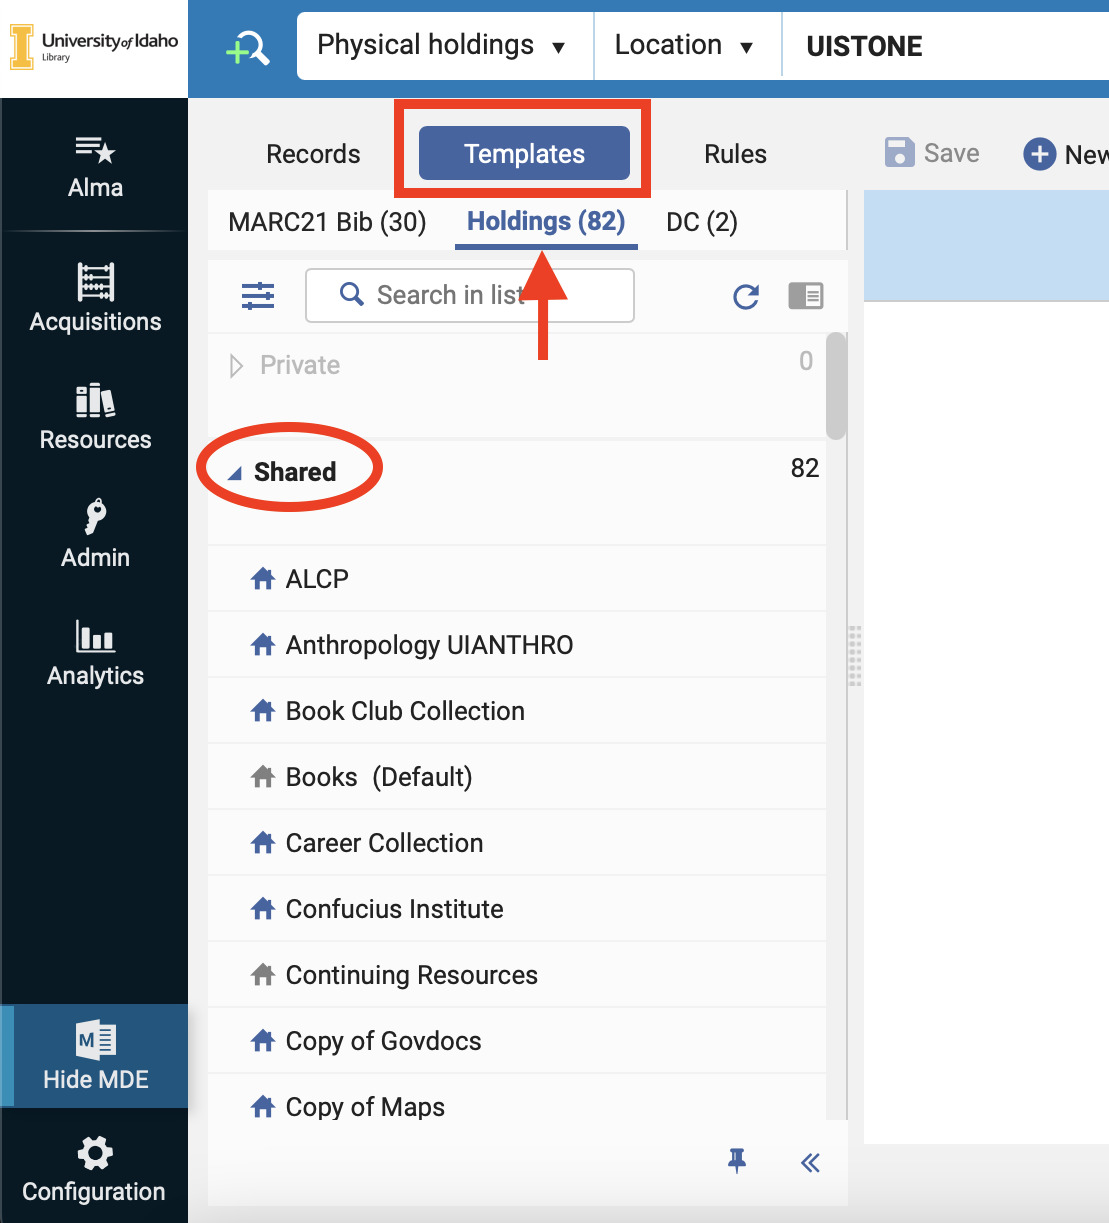 University of Idaho
Library
Physical holdings
Location
UISTONE
Alma
Acquisitions
Resources
Admin
Analytics
Hide MDE
Configuration
Records
Templates
Rules
Save
New
MARC21 Bib (30)
Holdings (82)
DC (2)
Search in list
Private 0
Shared 82
ALCP
Anthropology UIANTHRO
Book Club Collection
Books (Default)
Career Collection
Confucius Institute
Continuing Resources
Copy of Govdocs
Copy of Maps